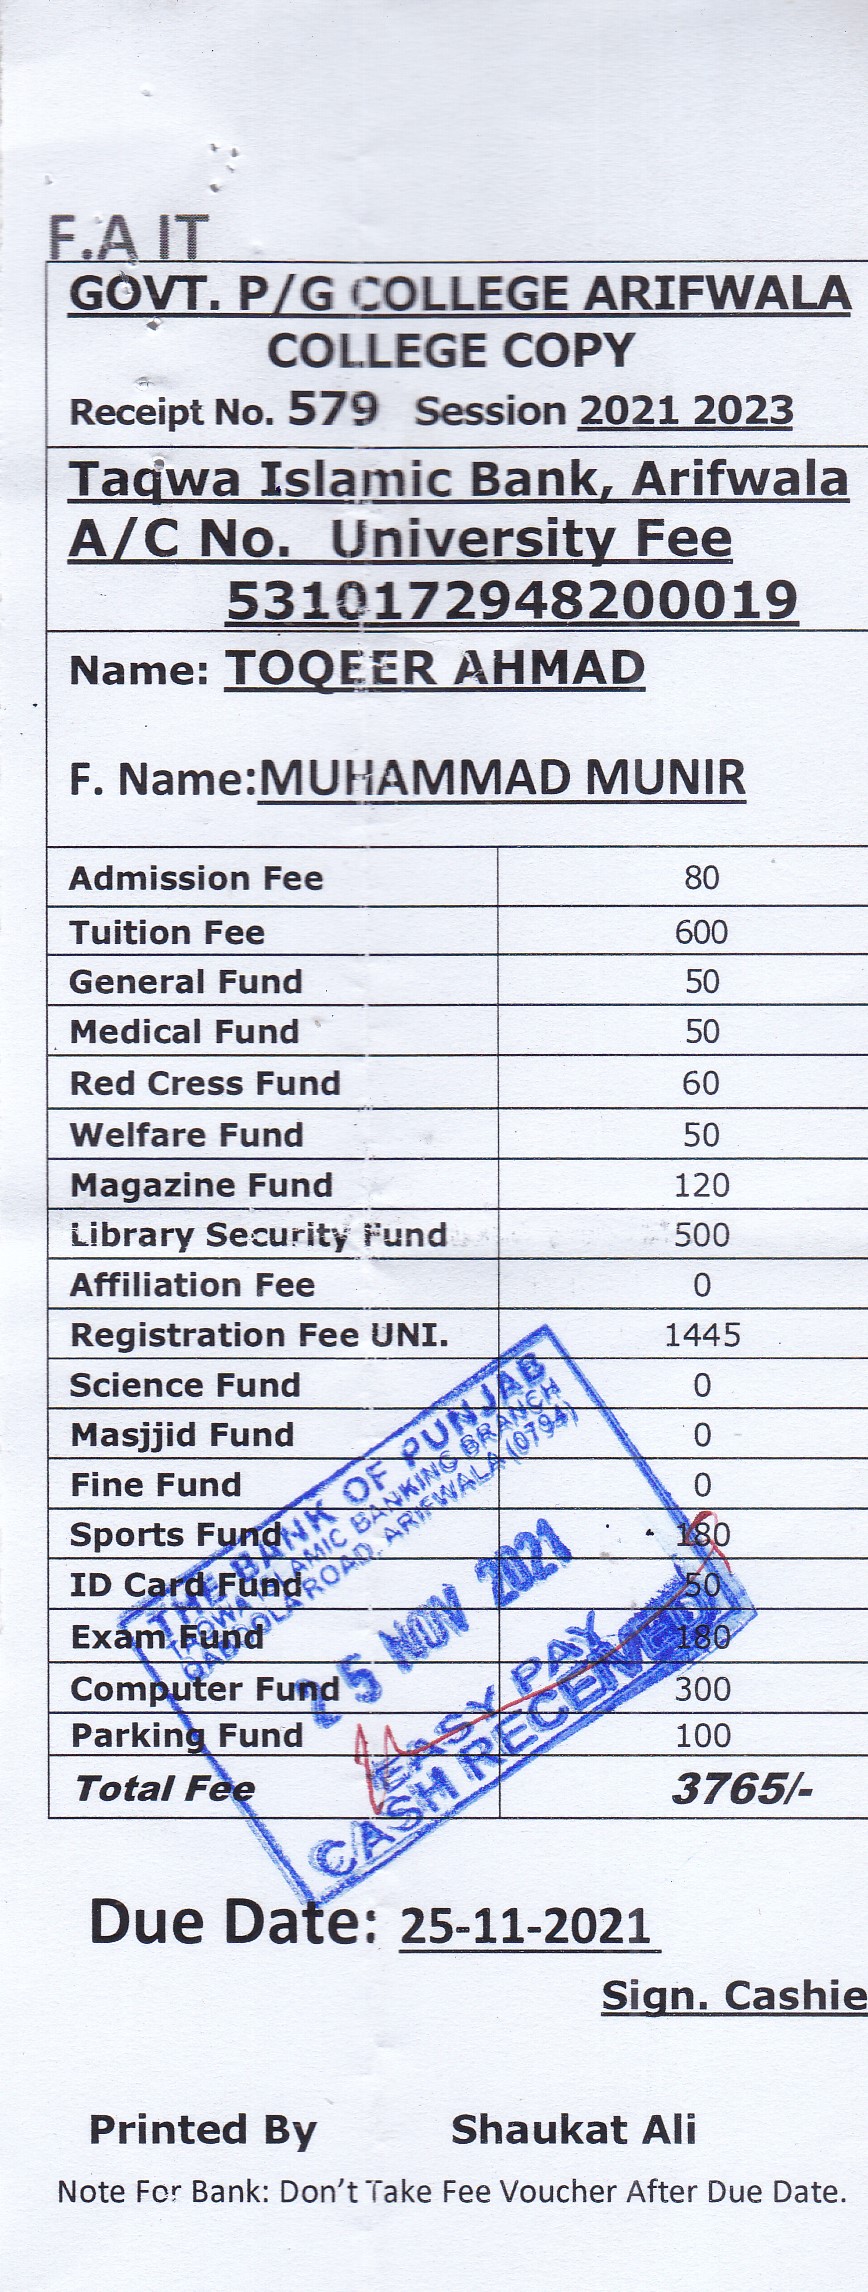 F.A IT
GOVT. P/G COLLEGE ARIFWALA
COLLEGE COPY
Receipt No. 579 Session 2021 2023
Taqwa Islamic Bank, Arifwala
A/C No. University Fee
5310172948200019
Name: TOQEER AHMAD
F. Name:MUHAMMAD MUNIR
Admission Fee 80
Tuition Fee 600
General Fund 50
Medical Fund 50
Red Cress Fund 60
Welfare Fund 50
Magazine Fund 120
Library Security Fund 500
Affiliation Fee 0
Registration Fee UNI. 1445
Science Fund 0
Masjjid Fund 0
Fine Fund 0
Sports Fund 180
ID Card Fund 50
Exam Fund 180
Computer Fund 300
Parking Fund 100
Total Fee 3765/-
THE BANK OF PUNJAB
TAQWA ISLAMIC BANKING BRANCH
QABOOLA ROAD, ARIFWALA (0794)
25 NOV 2021
EASY PAY
CASH RECEIVED
Due Date: 25-11-2021
Sign. Cashie
Printed By Shaukat Ali
Note For Bank: Don't Take Fee Voucher After Due Date.